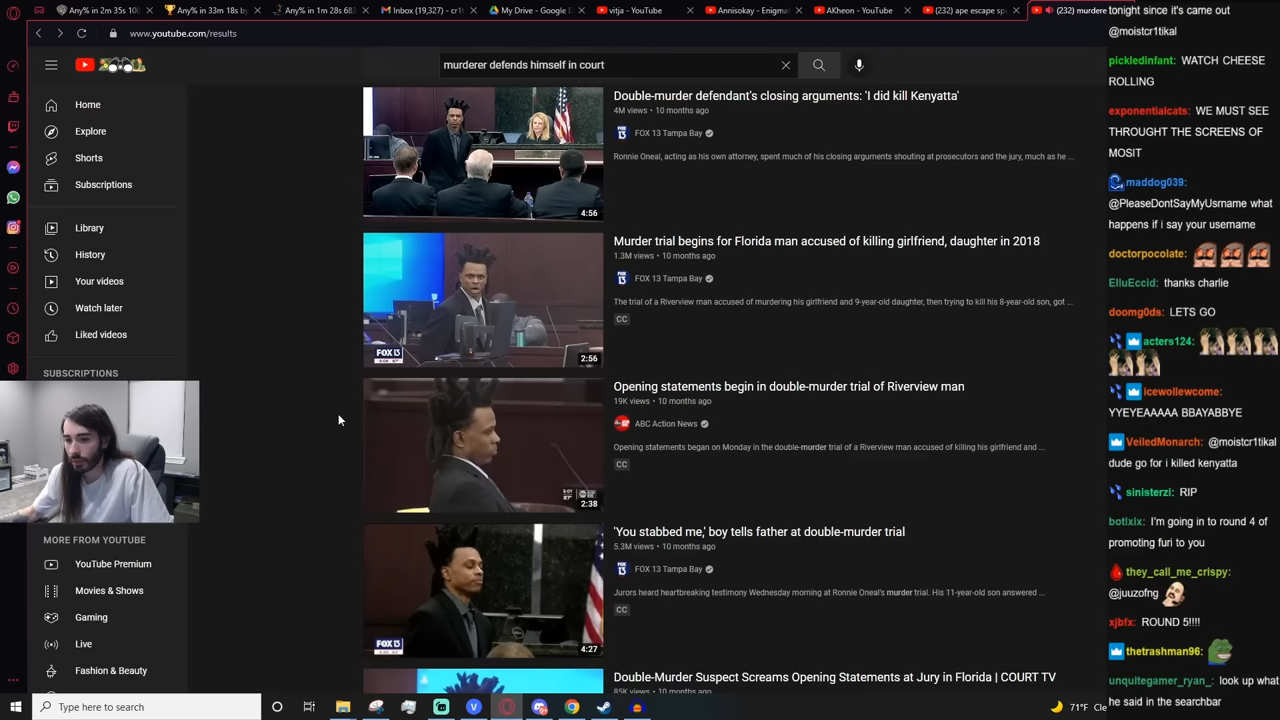 Any% in 2m 35s 100
Any% in 33m 18s by
Any% in 1m 28s 683
Inbox (19,327) - cr1
My Drive - Google D
vitja - YouTube
Annisokay - Enigma
AKheon - YouTube
(232) ape escape sp
(232) murdere
www.youtube.com/results
murderer defends himself in court
Home
Explore
Shorts
Subscriptions
Library
History
Your videos
Watch later
Liked videos
SUBSCRIPTIONS
MORE FROM YOUTUBE
YouTube Premium
Movies & Shows
Gaming
Live
Fashion & Beauty
Double-murder defendant's closing arguments: 'I did kill Kenyatta'
4M views • 10 months ago
FOX 13 Tampa Bay
Ronnie Oneal, acting as his own attorney, spent much of his closing arguments shouting at prosecutors and the jury, much as he ...
4:56
Murder trial begins for Florida man accused of killing girlfriend, daughter in 2018
1.3M views • 10 months ago
FOX 13 Tampa Bay
The trial of a Riverview man accused of murdering his girlfriend and 9-year-old daughter, then trying to kill his 8-year-old son, got ...
CC
FOX 13
2:56
Opening statements begin in double-murder trial of Riverview man
19K views • 10 months ago
ABC Action News
Opening statements began on Monday in the double-murder trial of a Riverview man accused of killing his girlfriend and ...
CC
2:38
'You stabbed me,' boy tells father at double-murder trial
5.3M views • 10 months ago
FOX 13 Tampa Bay
Jurors heard heartbreaking testimony Wednesday morning at Ronnie Oneal's murder trial. His 11-year-old son answered ...
CC
FOX 13
4:27
Double-Murder Suspect Screams Opening Statements at Jury in Florida | COURT TV
85K views • 10 months ago
tonight since it's came out
@moistcr1tikal
pickledinfant: WATCH CHEESE
ROLLING
exponentialcats: WE MUST SEE
THROUGHT THE SCREENS OF
MOSIT
maddog039:
@PleaseDontSayMyUsrname what
happens if i say your username
doctorpocolate:
ElluEccid: thanks charlie
doomg0ds: LETS GO
acters124:
icewollewcome:
YYEYEAAAAA BBAYABBYE
VeiledMonarch: @moistcr1tikal
dude go for i killed kenyatta
sinisterzi: RIP
botlxix: I'm going in to round 4 of
promoting furi to you
they_call_me_crispy:
@juuzofng
xjbfx: ROUND 5!!!!
thetrashman96:
unquitegamer_ryan_: look up what
he said in the searchbar
Type here to search
71°F Cle